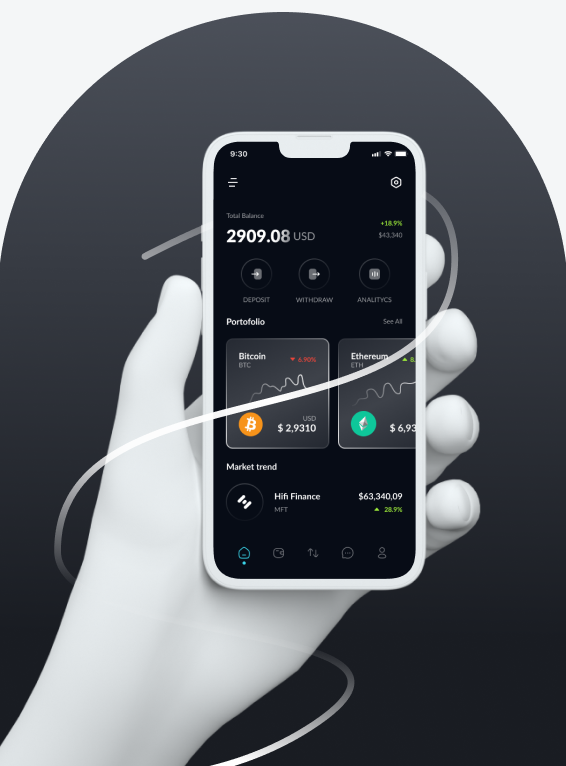 9:30
Total Balance
+18.9%
2909.08 USD
$43.340
DEPOSIT
WITHDRAW
ANALITYCS
Portofolio
See All
Bitcoin
BTC
6.90%
USD
$ 2,9310
Ethereum
ETH
8.
$ 6,93
Market trend
Hifi Finance
MFT
$63,340,09
28.9%